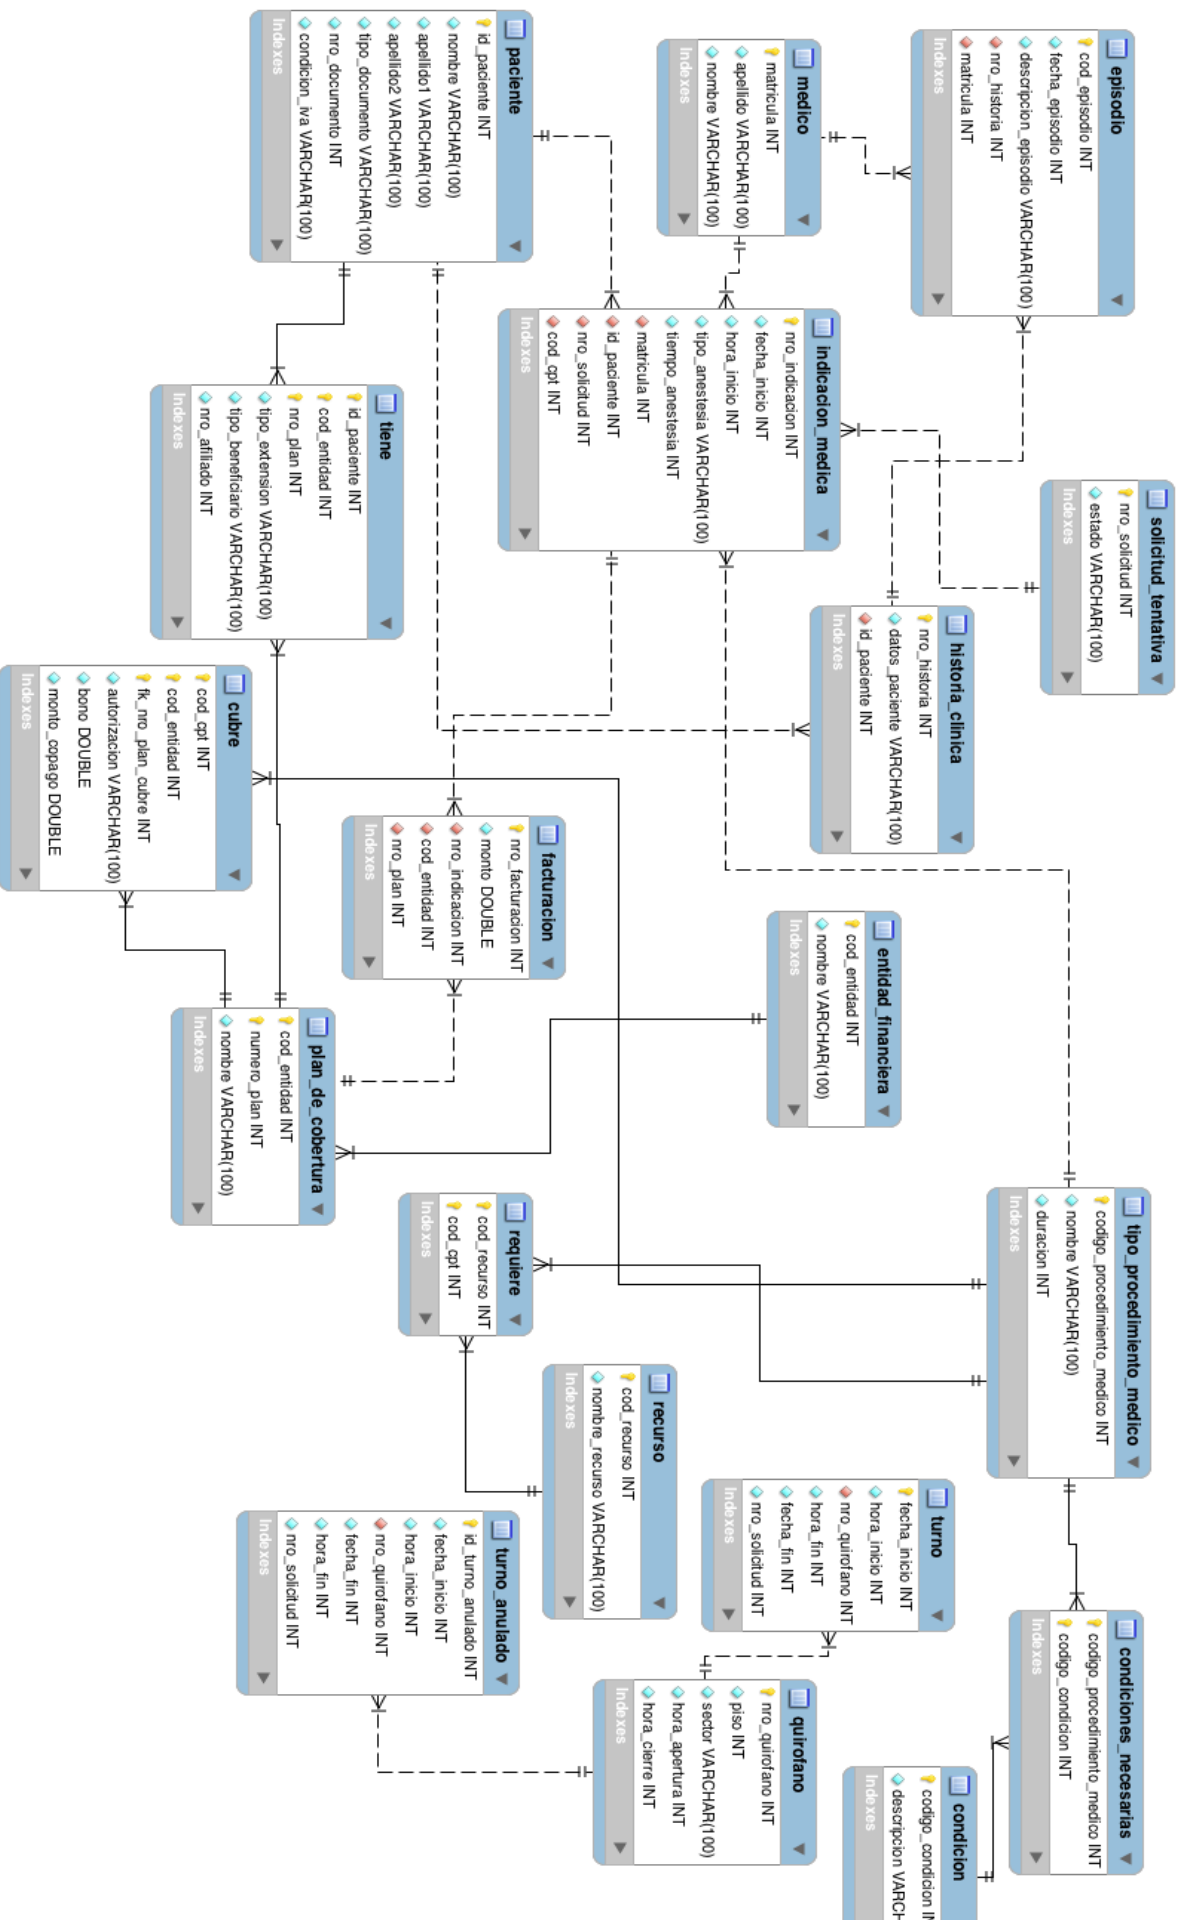 episodio
cod_episodio INT
fecha_episodio INT
descripcion_episodio VARCHAR(100)
nro_historia INT
matricula INT
Indexes
solicitud_tentativa
nro_solicitud INT
estado VARCHAR(100)
Indexes
tipo_procedimiento_medico
codigo_procedimiento_medico INT
nombre VARCHAR(100)
duracion INT
Indexes
condiciones_necesarias
codigo_procedimiento_medico INT
codigo_condicion INT
Indexes
medico
matricula INT
apellido VARCHAR(100)
nombre VARCHAR(100)
Indexes
indicacion_medica
nro_indicacion INT
fecha_inicio INT
hora_inicio INT
tipo_anestesia VARCHAR(100)
tiempo_anestesia INT
matricula INT
id_paciente INT
nro_solicitud INT
cod_cpt INT
Indexes
historia_clinica
nro_historia INT
datos_paciente VARCHAR(100)
id_paciente INT
Indexes
entidad_financiera
cod_entidad INT
nombre VARCHAR(100)
Indexes
turno
fecha_inicio INT
hora_inicio INT
nro_quirofano INT
hora_fin INT
fecha_fin INT
nro_solicitud INT
Indexes
condicion
codigo_condicion
descripcion
Indexes
paciente
id_paciente INT
nombre VARCHAR(100)
apellido1 VARCHAR(100)
apellido2 VARCHAR(100)
tipo_documento VARCHAR(100)
nro_documento INT
condicion_iva VARCHAR(100)
Indexes
tiene
id_paciente INT
cod_entidad INT
nro_plan INT
tipo_extension VARCHAR(100)
tipo_beneficiario VARCHAR(100)
nro_afiliado INT
Indexes
facturacion
nro_facturacion INT
monto DOUBLE
nro_indicacion INT
cod_entidad INT
nro_plan INT
Indexes
requiere
cod_recurso INT
cod_cpt INT
Indexes
recurso
cod_recurso INT
nombre_recurso VARCHAR(100)
Indexes
quirofano
nro_quirofano INT
piso INT
sector VARCHAR(100)
hora_apertura INT
hora_cierre INT
Indexes
cubre
cod_cpt INT
cod_entidad INT
fk_nro_plan_cubre INT
autorizacion VARCHAR(100)
bono DOUBLE
monto_copago DOUBLE
Indexes
plan_de_cobertura
cod_entidad INT
numero_plan INT
nombre VARCHAR(100)
Indexes
turno_anulado
id_turno_anulado INT
fecha_inicio INT
hora_inicio INT
nro_quirofano INT
fecha_fin INT
hora_fin INT
nro_solicitud INT
Indexes